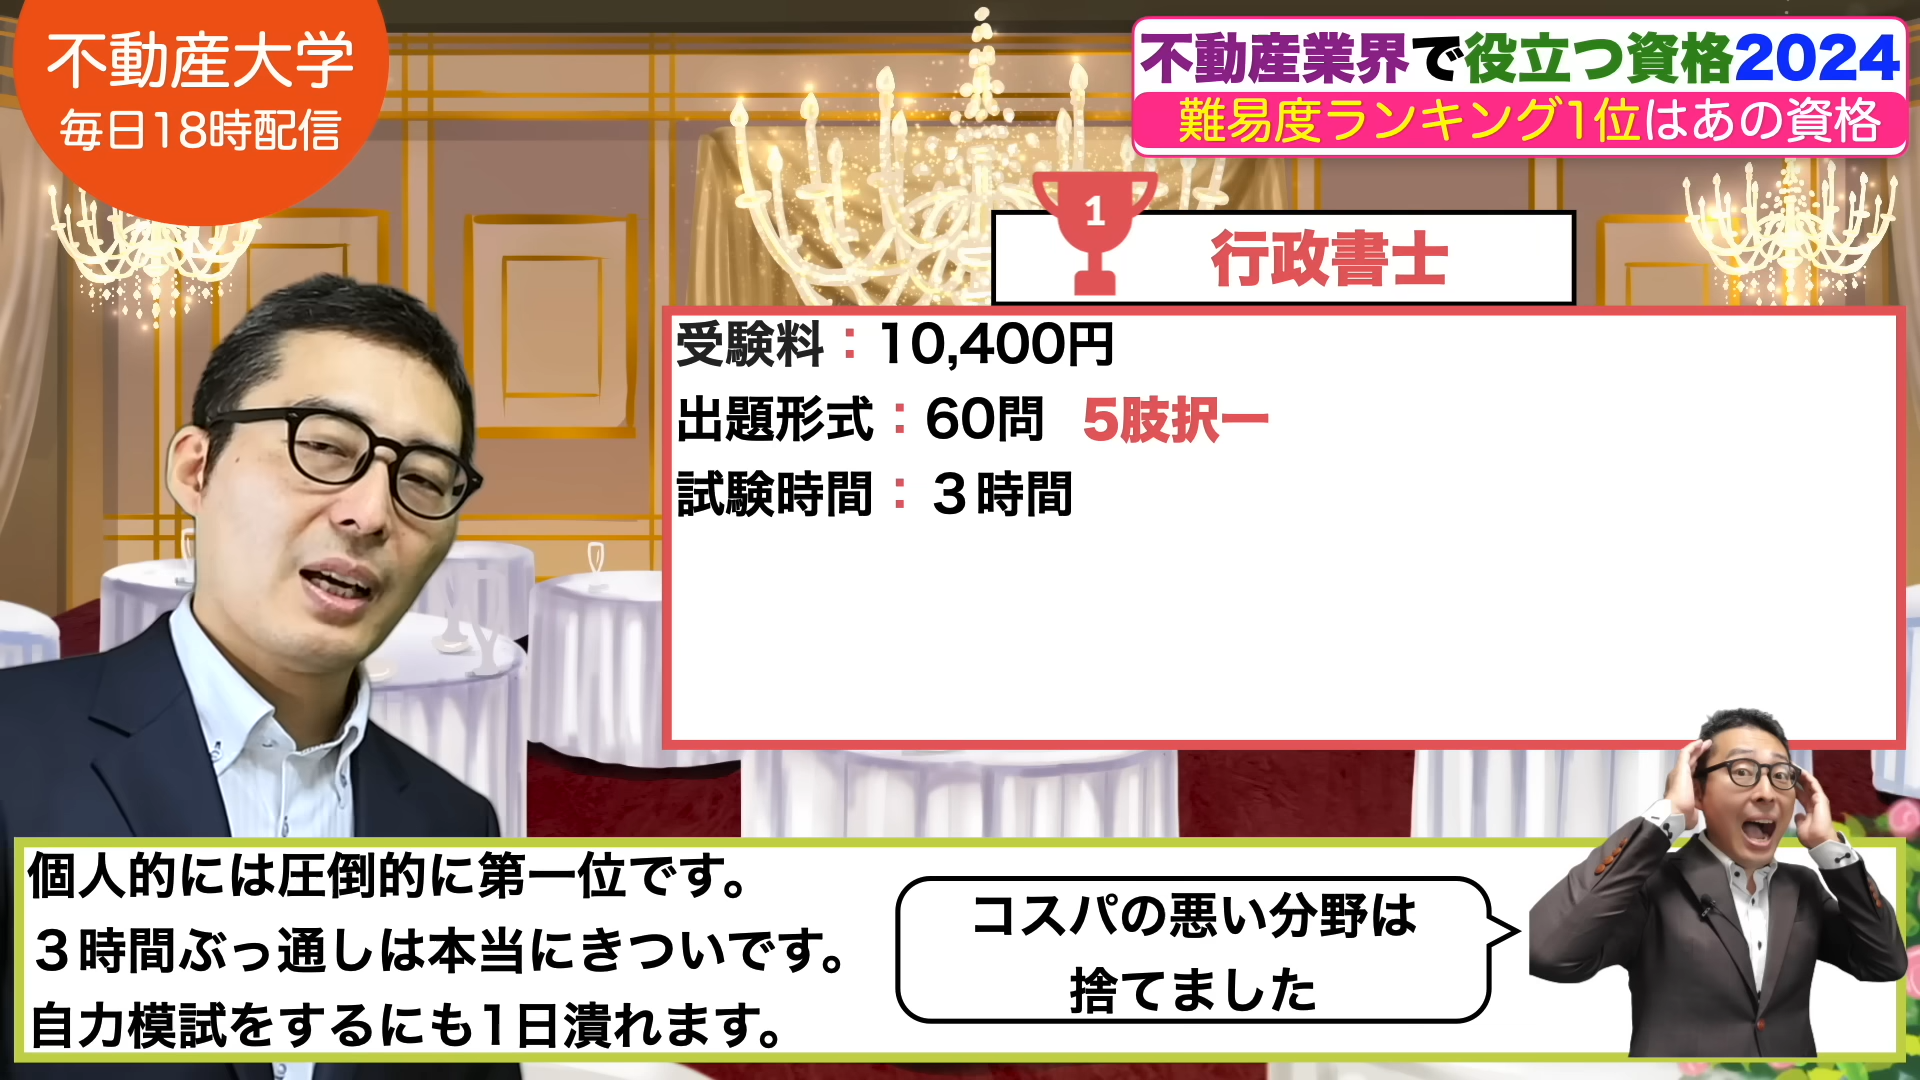 不動産大学
毎日18時配信
不動産業界で役立つ資格2024
難易度ランキング1位はあの資格
1
行政書士
受験料：10,400円
出題形式：60問 5肢択一
試験時間：３時間
個人的には圧倒的に第一位です。
３時間ぶっ通しは本当にきついです。
自力模試をするにも1日潰れます。
コスパの悪い分野は
捨てました